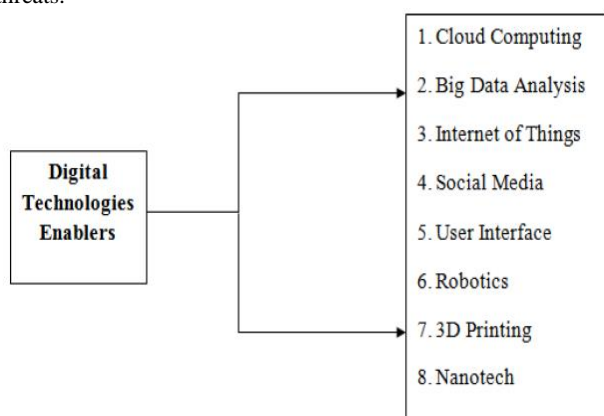 threats.
Digital
Technologies
Enablers
1. Cloud Computing
2. Big Data Analysis
3. Internet of Things
4. Social Media
5. User Interface
6. Robotics
7. 3D Printing
8. Nanotech